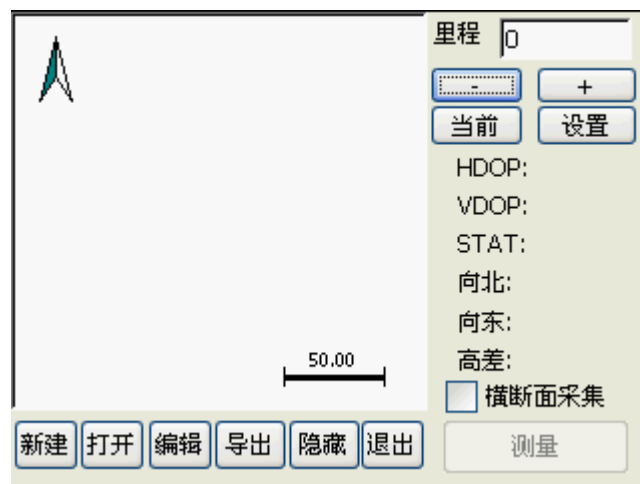 里程 0
- +
当前 设置
HDOP:
VDOP:
STAT:
向北:
向东:
50.00 高差:
横断面采集
新建 打开 编辑 导出 隐藏 退出 测量